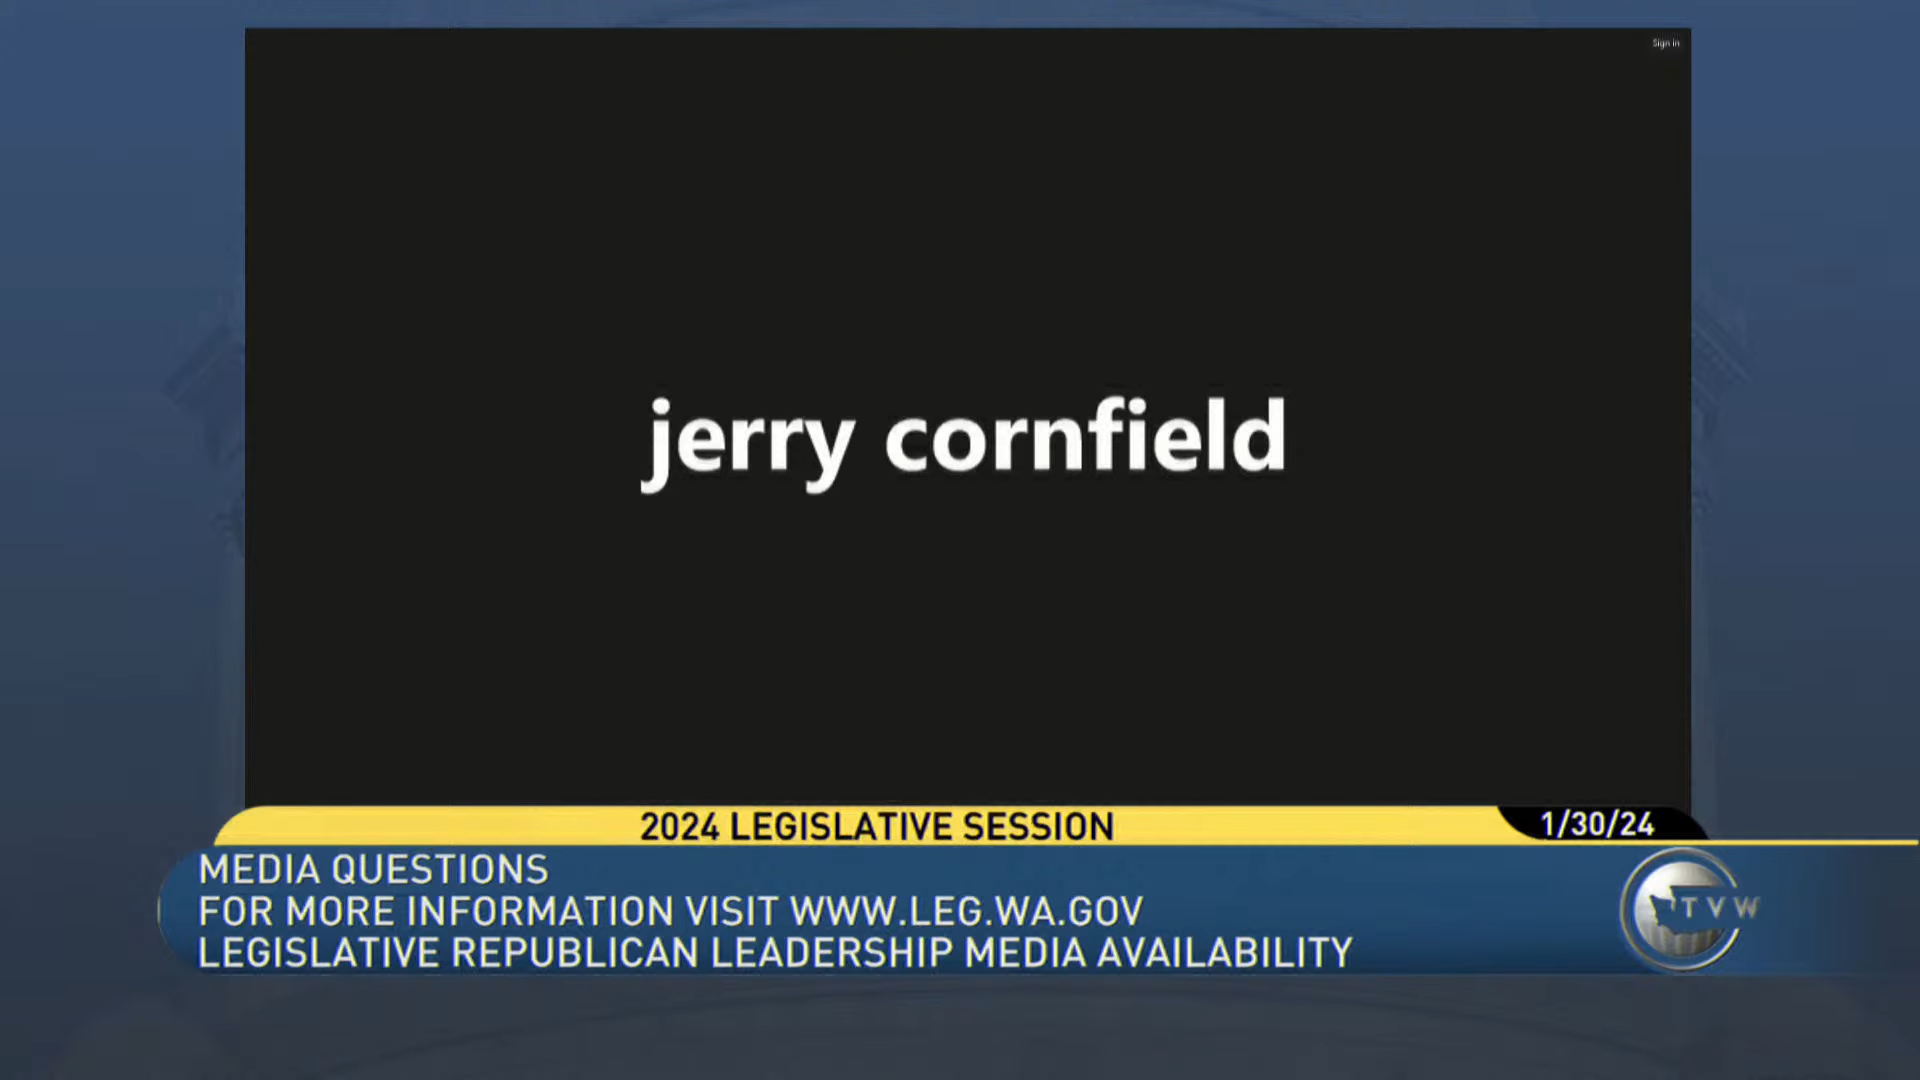 Sign in
jerry cornfield
2024 LEGISLATIVE SESSION
1/30/24
MEDIA QUESTIONS
FOR MORE INFORMATION VISIT WWW.LEG.WA.GOV
LEGISLATIVE REPUBLICAN LEADERSHIP MEDIA AVAILABILITY
TVW